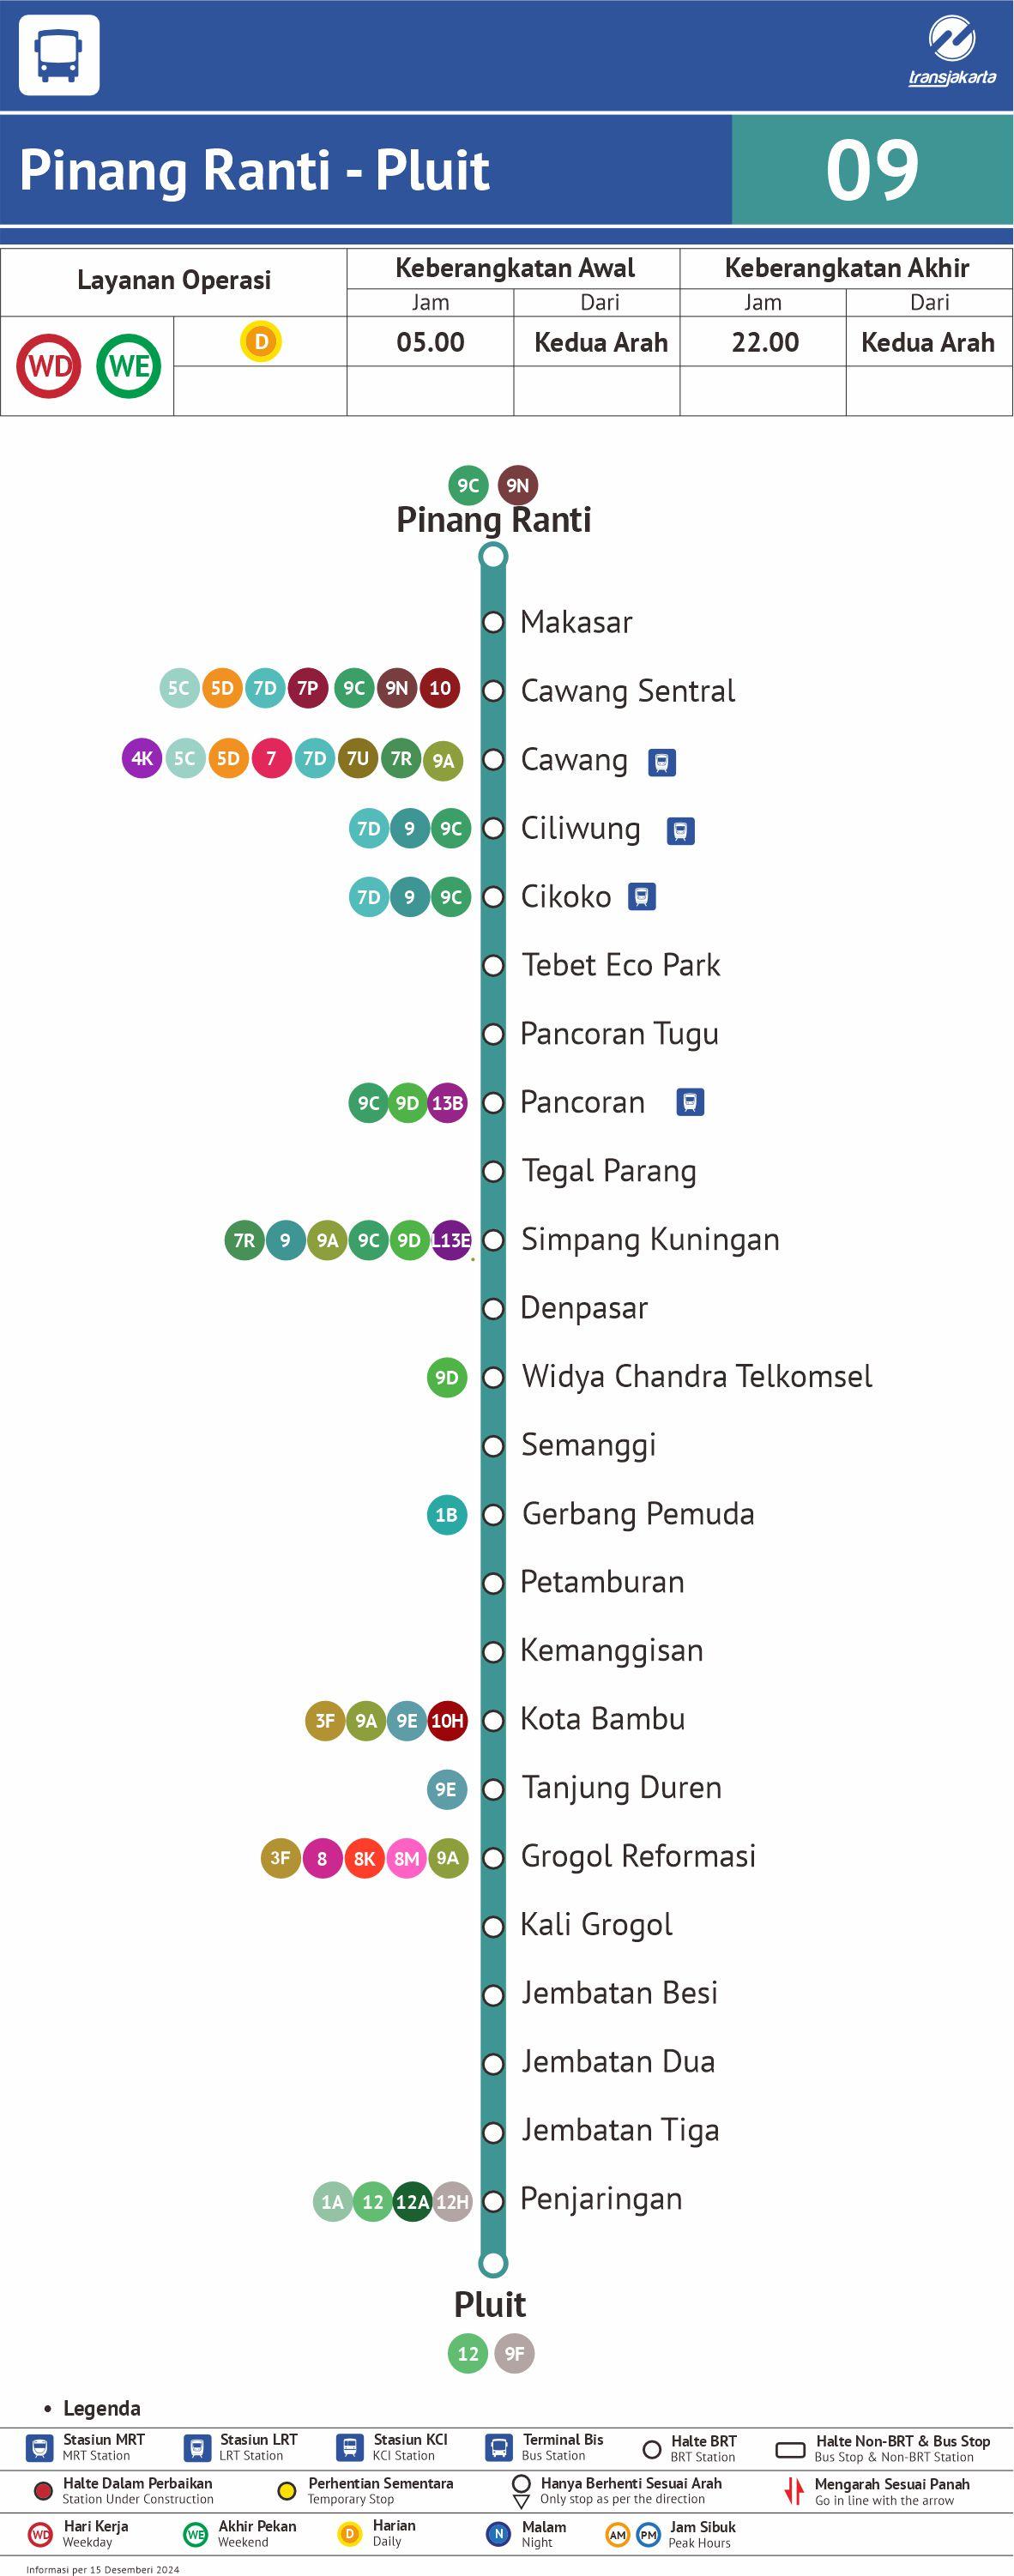 transjakarta
Pinang Ranti - Pluit
09
Layanan Operasi
Keberangkatan Awal
Keberangkatan Akhir
Jam
Dari
Jam
Dari
WD WE
D
05.00
Kedua Arah
22.00
Kedua Arah
9C 9N
Pinang Ranti
Makasar
5C 5D 7D 7P 9C 9N 10 Cawang Sentral
4K 5C 5D 7 7D 7U 7R 9A Cawang
7D 9 9C Ciliwung
7D 9 9C Cikoko
Tebet Eco Park
Pancoran Tugu
9C 9D 13B Pancoran
Tegal Parang
7R 9 9A 9C 9D L13E Simpang Kuningan
Denpasar
9D Widya Chandra Telkomsel
Semanggi
1B Gerbang Pemuda
Petamburan
Kemanggisan
3F 9A 9E 10H Kota Bambu
9E Tanjung Duren
3F 8 8K 8M 9A Grogol Reformasi
Kali Grogol
Jembatan Besi
Jembatan Dua
Jembatan Tiga
1A 12 12A 12H Penjaringan
Pluit
12 9F
• Legenda
Stasiun MRT
MRT Station
Stasiun LRT
LRT Station
Stasiun KCI
KCI Station
Terminal Bis
Bus Station
Halte BRT
BRT Station
Halte Non-BRT & Bus Stop
Bus Stop & Non-BRT Station
Halte Dalam Perbaikan
Station Under Construction
Perhentian Sementara
Temporary Stop
Hanya Berhenti Sesuai Arah
Only stop as per the direction
Mengarah Sesuai Panah
Go in line with the arrow
WD Hari Kerja
Weekday
WE Akhir Pekan
Weekend
D Harian
Daily
N Malam
Night
AM PM Jam Sibuk
Peak Hours
Informasi per 15 Desemberi 2024